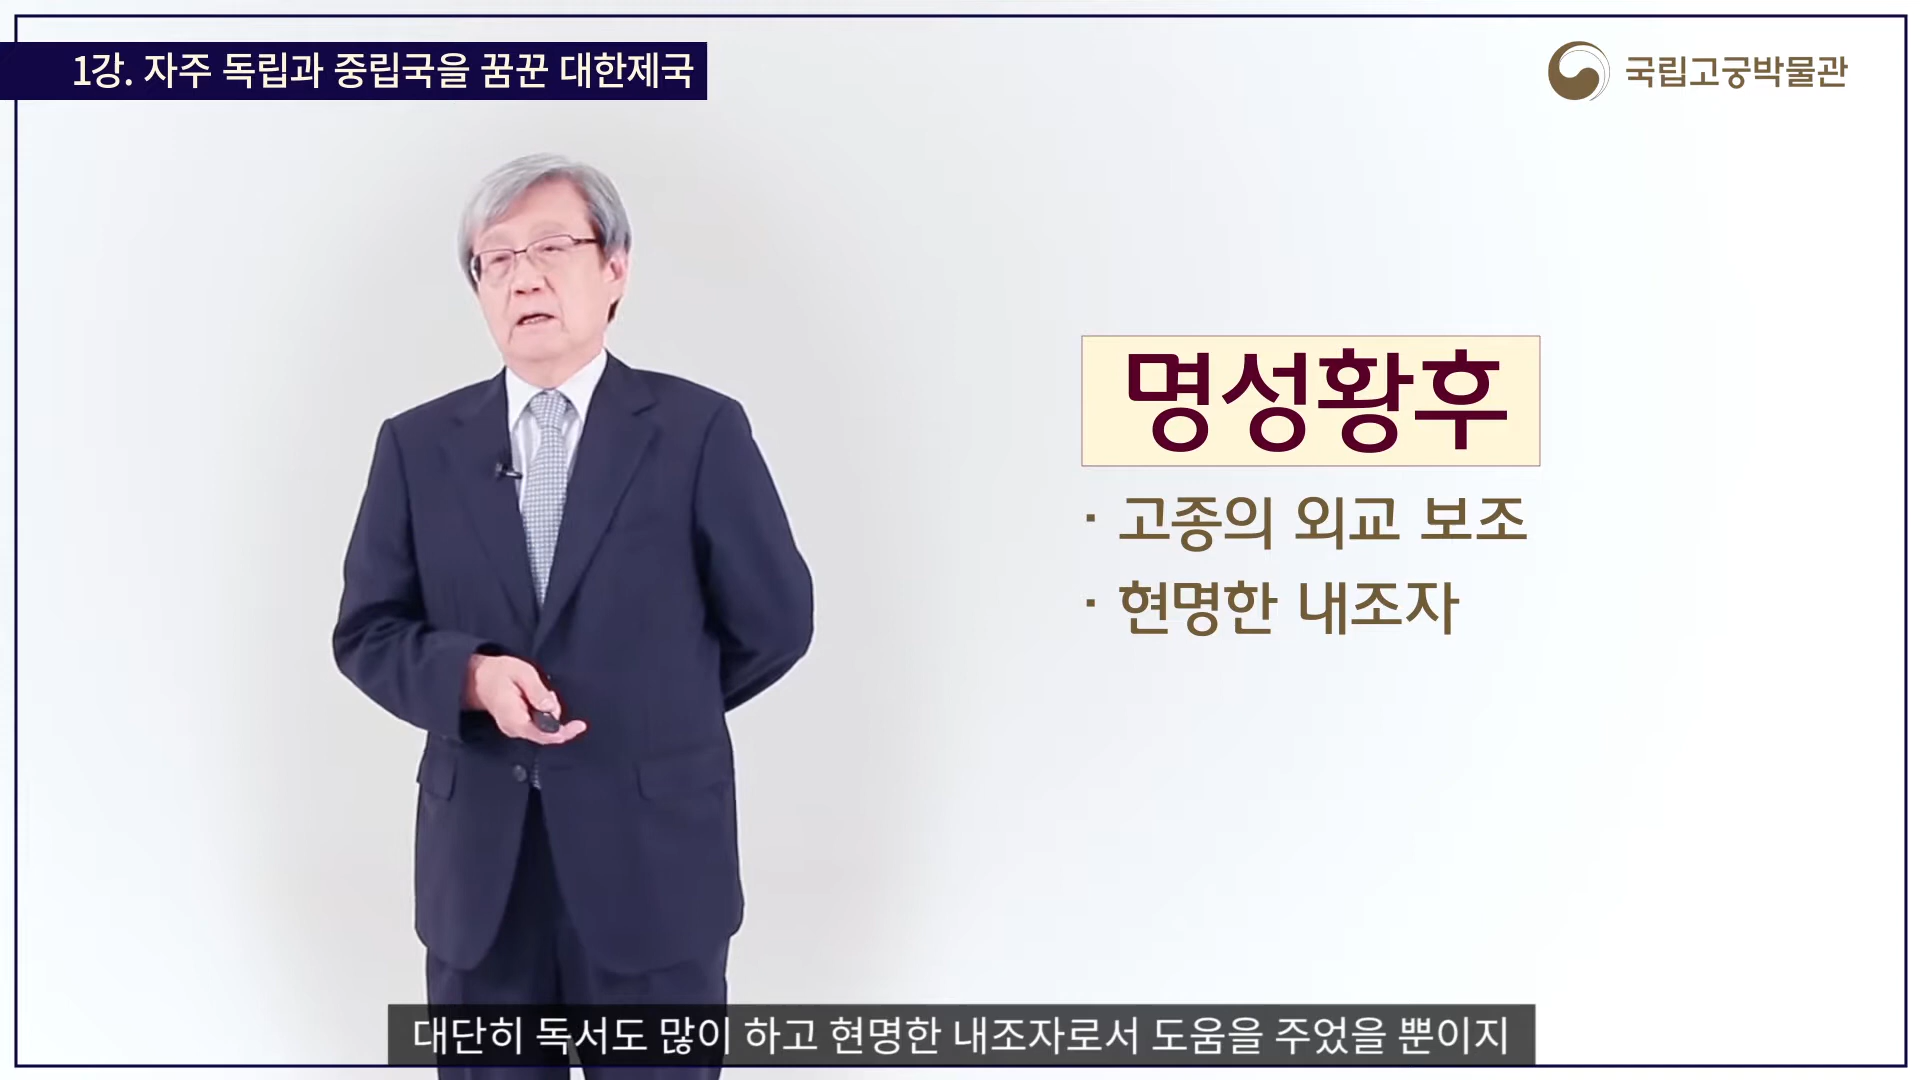 1강. 자주 독립과 중립국을 꿈꾼 대한제국
국립고궁박물관
명성황후
· 고종의 외교 보조
· 현명한 내조자
대단히 독서도 많이 하고 현명한 내조자로서 도움을 주었을 뿐이지